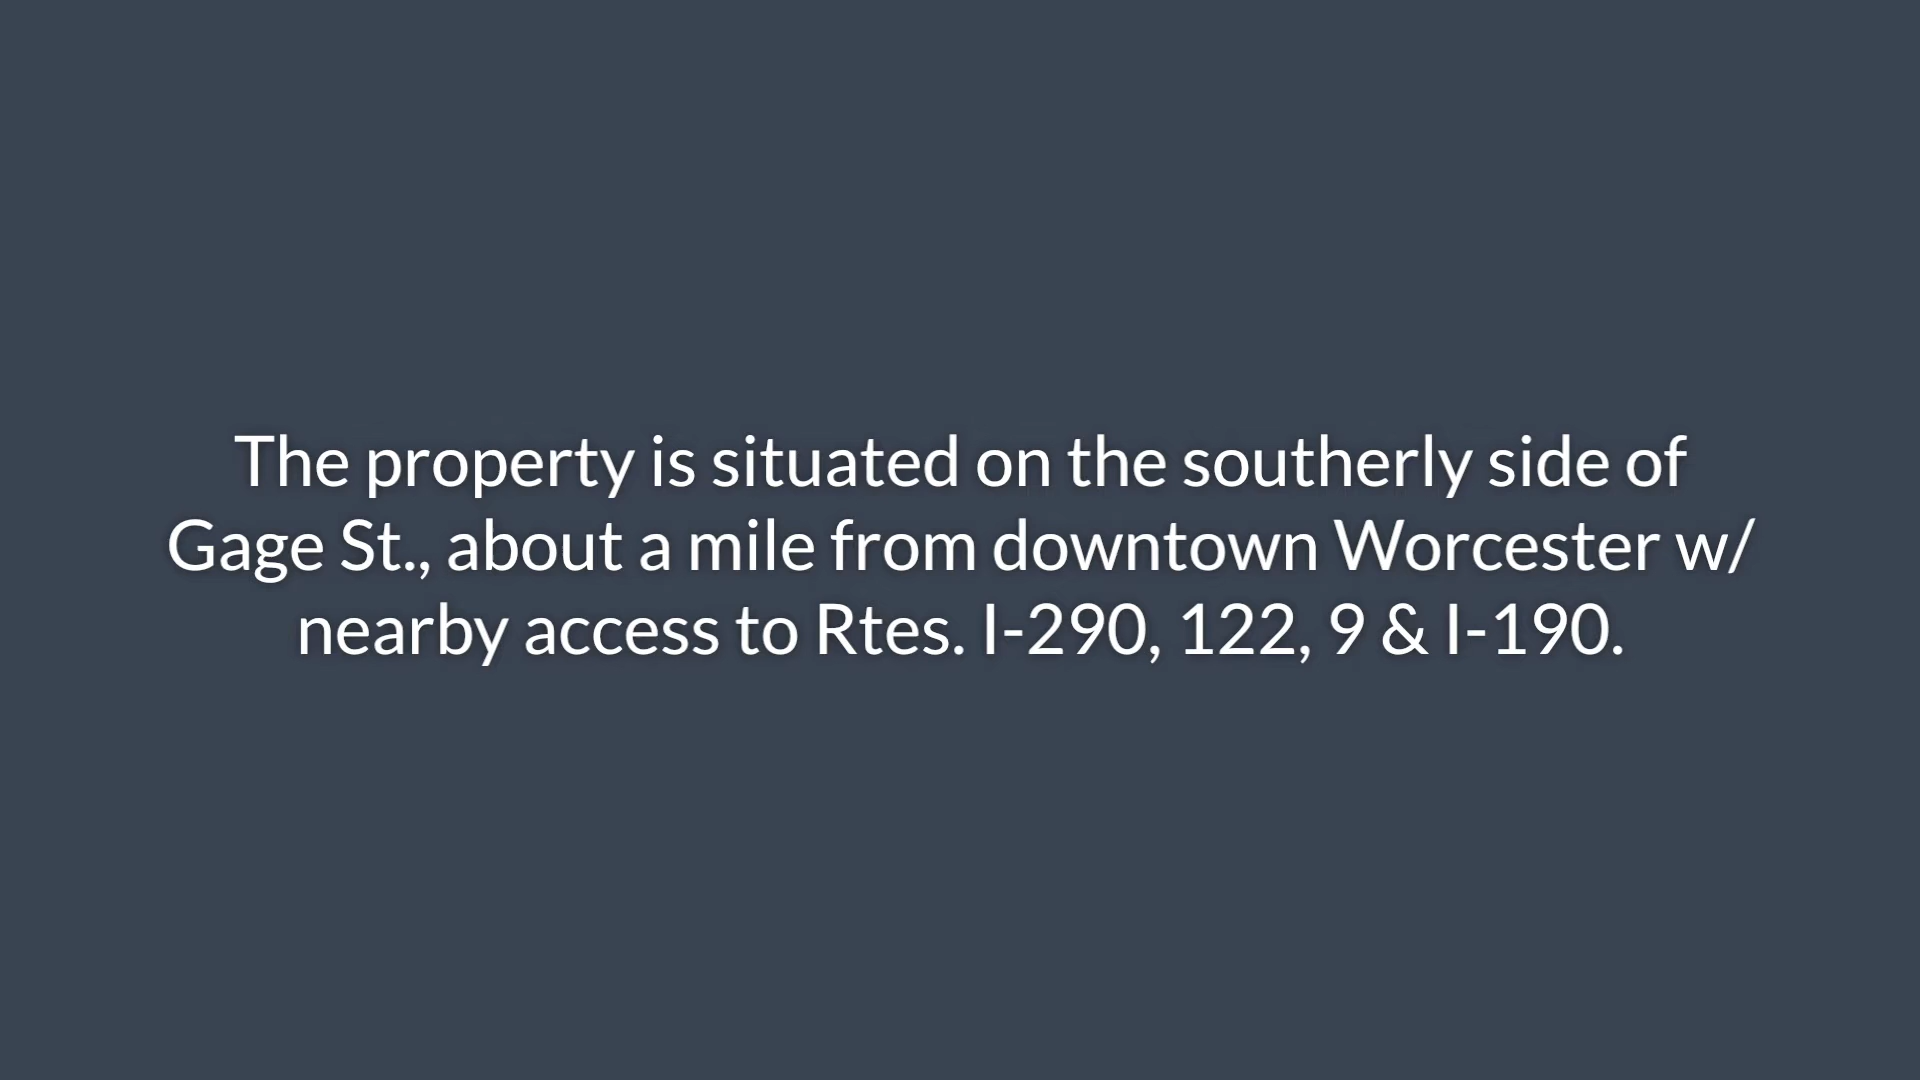 The property is situated on the southerly side of
Gage St., about a mile from downtown Worcester w/
nearby access to Rtes. I-290, 122, 9 & I-190.